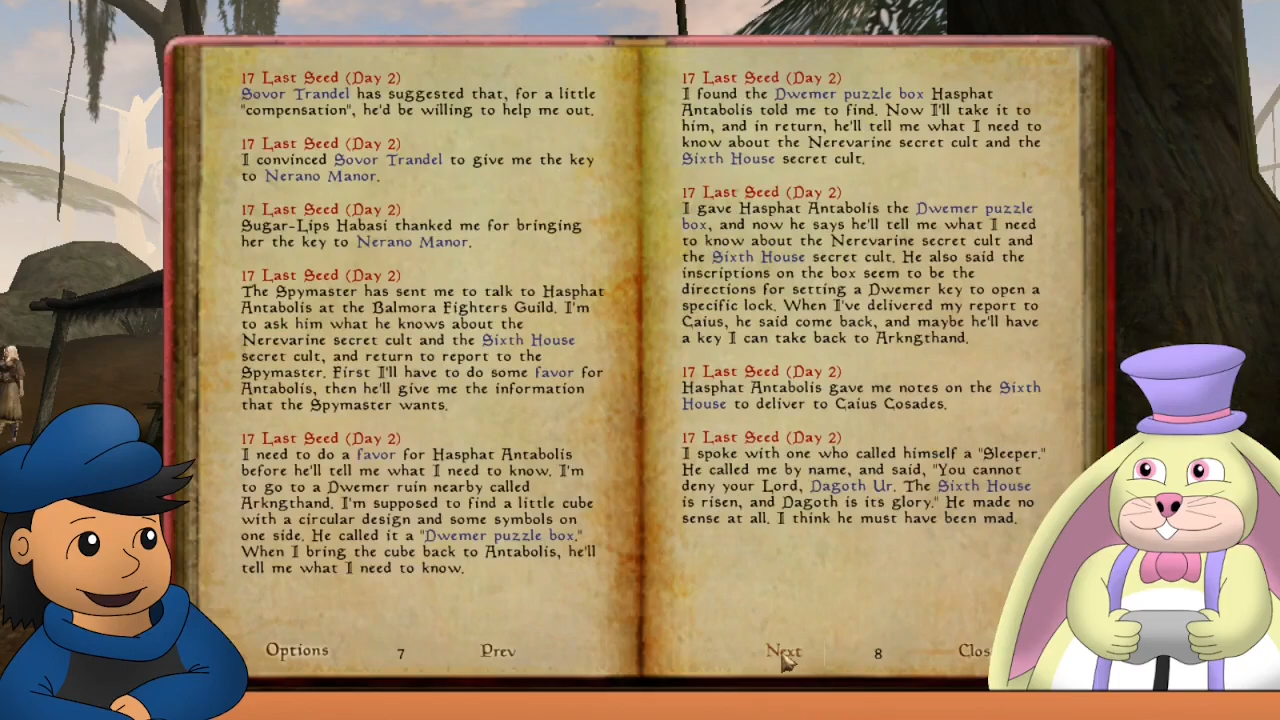 17 Last Seed (Day 2)
Sovor Trandel has suggested that, for a little
"compensation", he'd be willing to help me out.
17 Last Seed (Day 2)
I convinced Sovor Trandel to give me the key
to Nerano Manor.
17 Last Seed (Day 2)
Sugar-Lips Habasi thanked me for bringing
her the key to Nerano Manor.
17 Last Seed (Day 2)
The Spymaster has sent me to talk to Hasphat
Antabolis at the Balmora Fighters Guild. I'm
to ask him what he knows about the
Nerevarine secret cult and the Sixth House
secret cult, and return to report to the
Spymaster. First I'll have to do some favor for
Antabolis, then he'll give me the information
that the Spymaster wants.
17 Last Seed (Day 2)
I need to do a favor for Hasphat Antabolis
before he'll tell me what I need to know. I'm
to go to a Dwemer ruin nearby called
Arkngthand. I'm supposed to find a little cube
with a circular design and some symbols on
one side. He called it a "Dwemer puzzle box."
When I bring the cube back to Antabolis, he'll
tell me what I need to know.
Options
7
Prev
17 Last Seed (Day 2)
I found the Dwemer puzzle box Hasphat
Antabolis told me to find. Now I'll take it to
him, and in return, he'll tell me what I need to
know about the Nerevarine secret cult and the
Sixth House secret cult.
17 Last Seed (Day 2)
I gave Hasphat Antabolis the Dwemer puzzle
box, and now he says he'll tell me what I need
to know about the Nerevarine secret cult and
the Sixth House secret cult. He also said the
inscriptions on the box seem to be the
directions for setting a Dwemer key to open a
specific lock. When I've delivered my report to
Caius, he said come back, and maybe he'll have
a key I can take back to Arkngthand.
17 Last Seed (Day 2)
Hasphat Antabolis gave me notes on the Sixth
House to deliver to Caius Cosades.
17 Last Seed (Day 2)
I spoke with one who called himself a "Sleeper."
He called me by name, and said, "You cannot
deny your Lord, Dagoth Ur. The Sixth House
is risen, and Dagoth is its glory." He made no
sense at all. I think he must have been mad.
Next
8
Clos